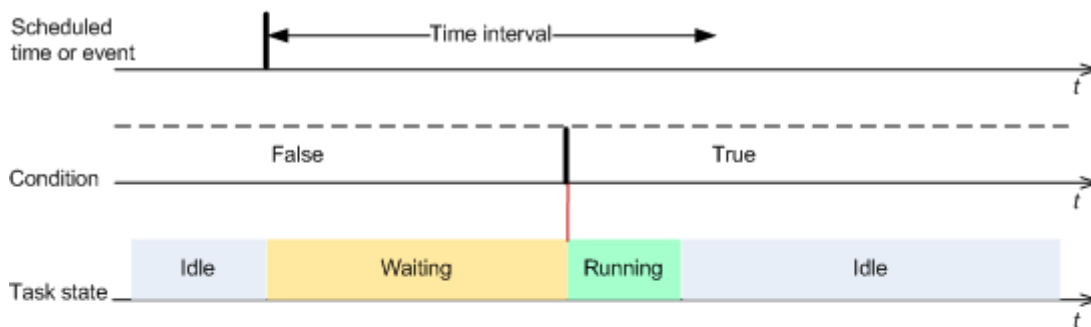 Scheduled
time or event
Time interval
t
False
True
Condition
t
Idle
Waiting
Running
Idle
Task state
t